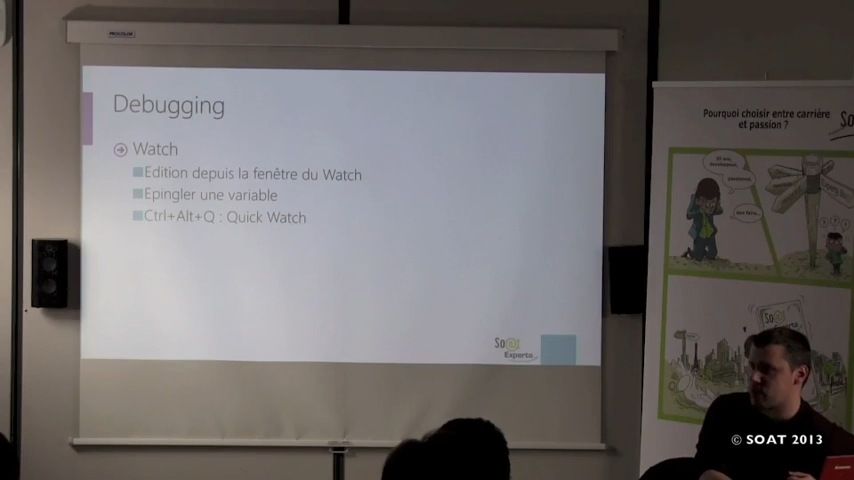 Debugging
Watch
Edition depuis la fenêtre du Watch
Epingler une variable
Ctrl+Alt+Q : Quick Watch
So@t
Experts
Pourquoi choisir entre carrière
et passion ?
So
© SOAT 2013